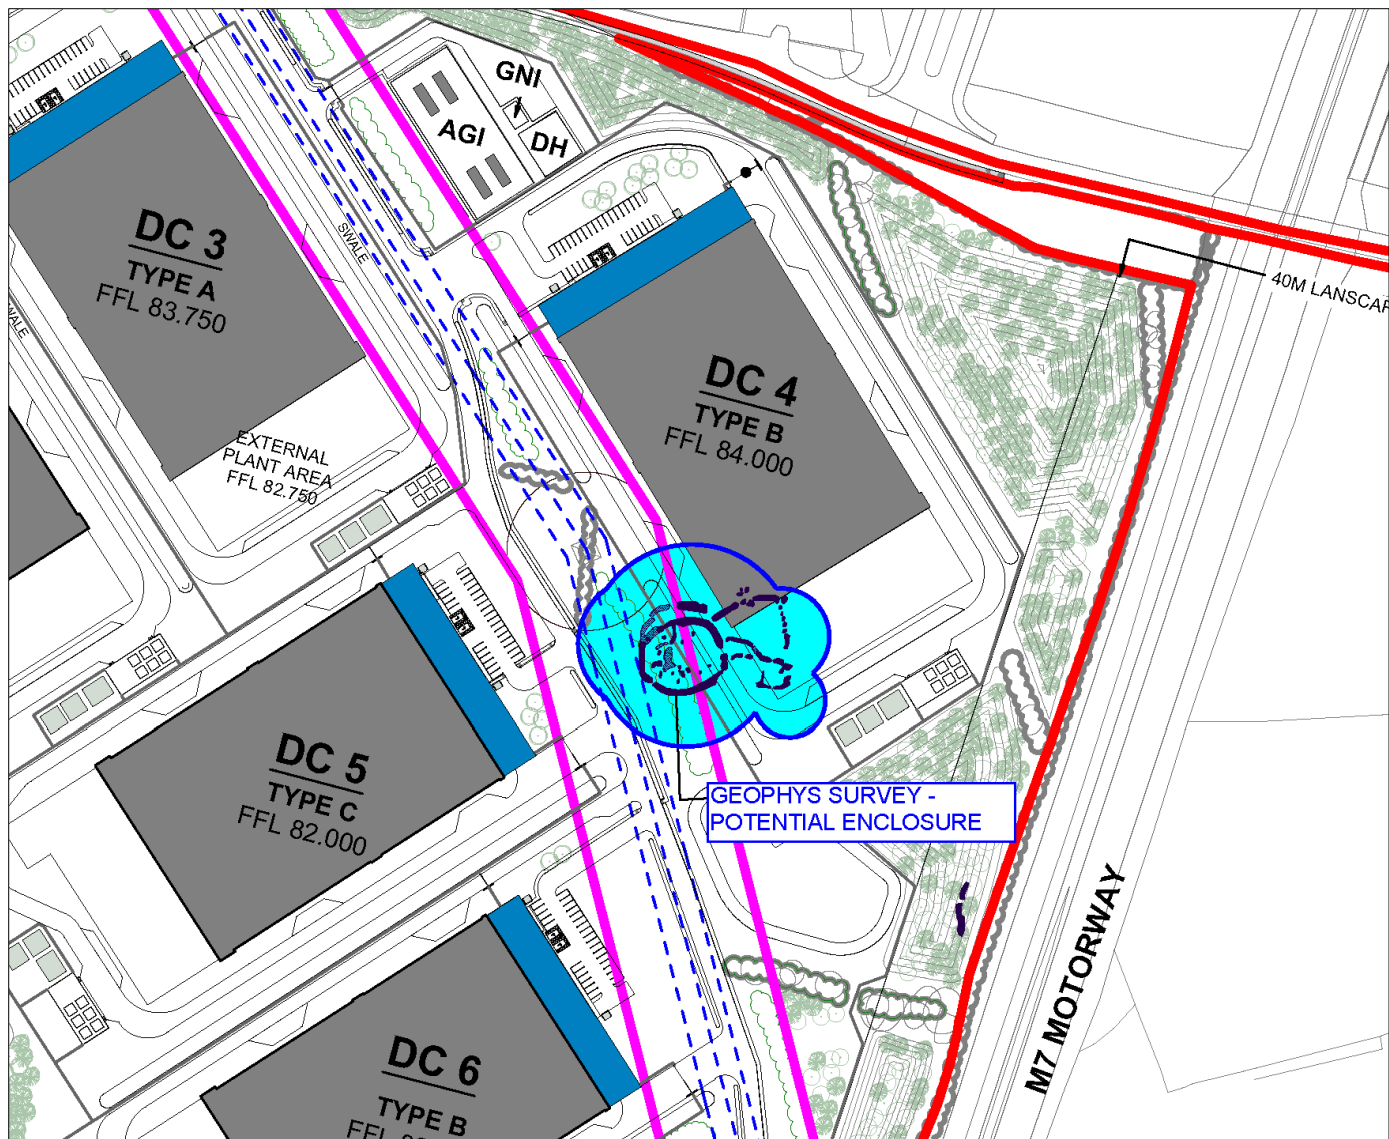 GNI
AGI
DH
DC 3
TYPE A
FFL 83.750
SWALE
40M LANSCAP
DC 4
TYPE B
FFL 84.000
EXTERNAL
PLANT AREA
FFL 82.750
DC 5
TYPE C
FFL 82.000
GEOPHYS SURVEY -
POTENTIAL ENCLOSURE
M7 MOTORWAY
DC 6
TYPE B